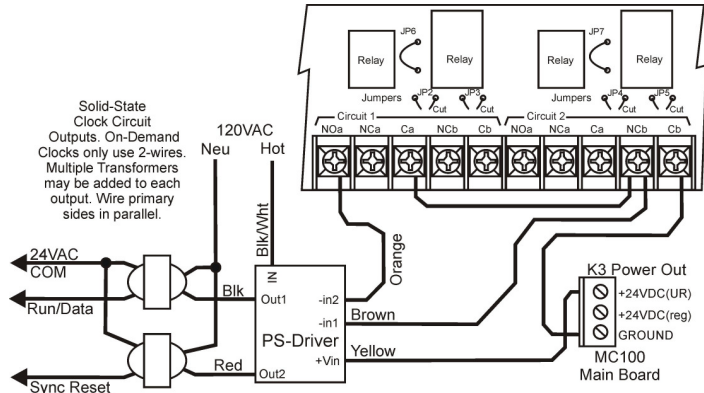 JP6
JP7
Relay
Relay
Relay
Relay
Jumpers
JP2
JP3
Jumpers
JP4
JP5
Cut
Cut
Cut
Cut
Circuit 1
Circuit 2
NOa
NCa
Ca
NCb
Cb
NOa
NCa
Ca
NCb
Cb
Solid-State
Clock Circuit
Outputs. On-Demand
Clocks only use 2-wires.
Multiple Transformers
may be added to each
output. Wire primary
sides in parallel.
120VAC
Neu
Hot
Blk/Wht
Orange
24VAC
COM
Run/Data
Blk
IN
Out1
-in2
-in1
PS-Driver
+Vin
Out2
Brown
Yellow
Red
Sync Reset
K3 Power Out
+24VDC(UR)
+24VDC(reg)
GROUND
MC100
Main Board